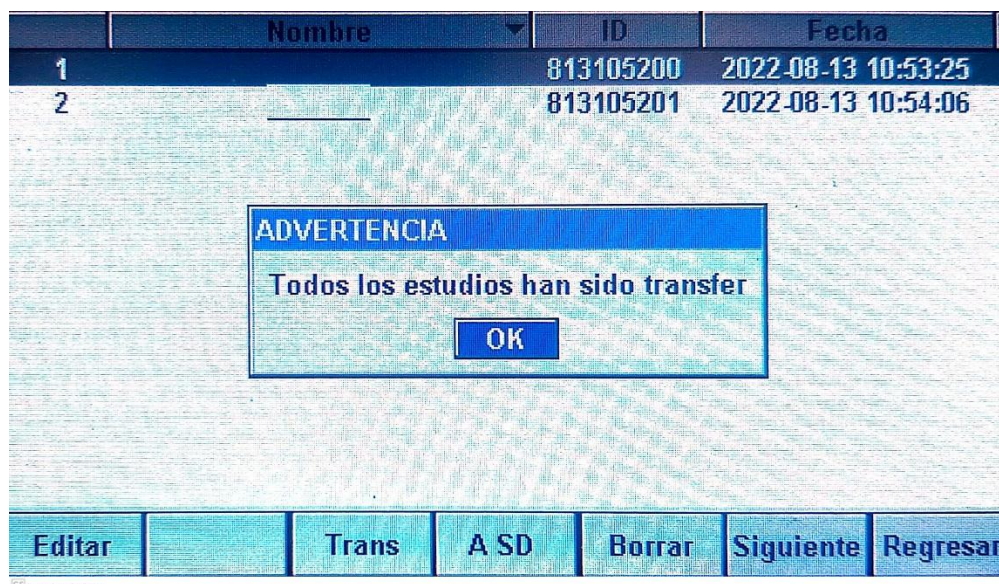 Nombre ID Fecha
1 813105200 2022-08-13 10:53:25
2 813105201 2022-08-13 10:54:06
ADVERTENCIA
Todos los estudios han sido transfer
OK
Editar Trans A SD Borrar Siguiente Regresar